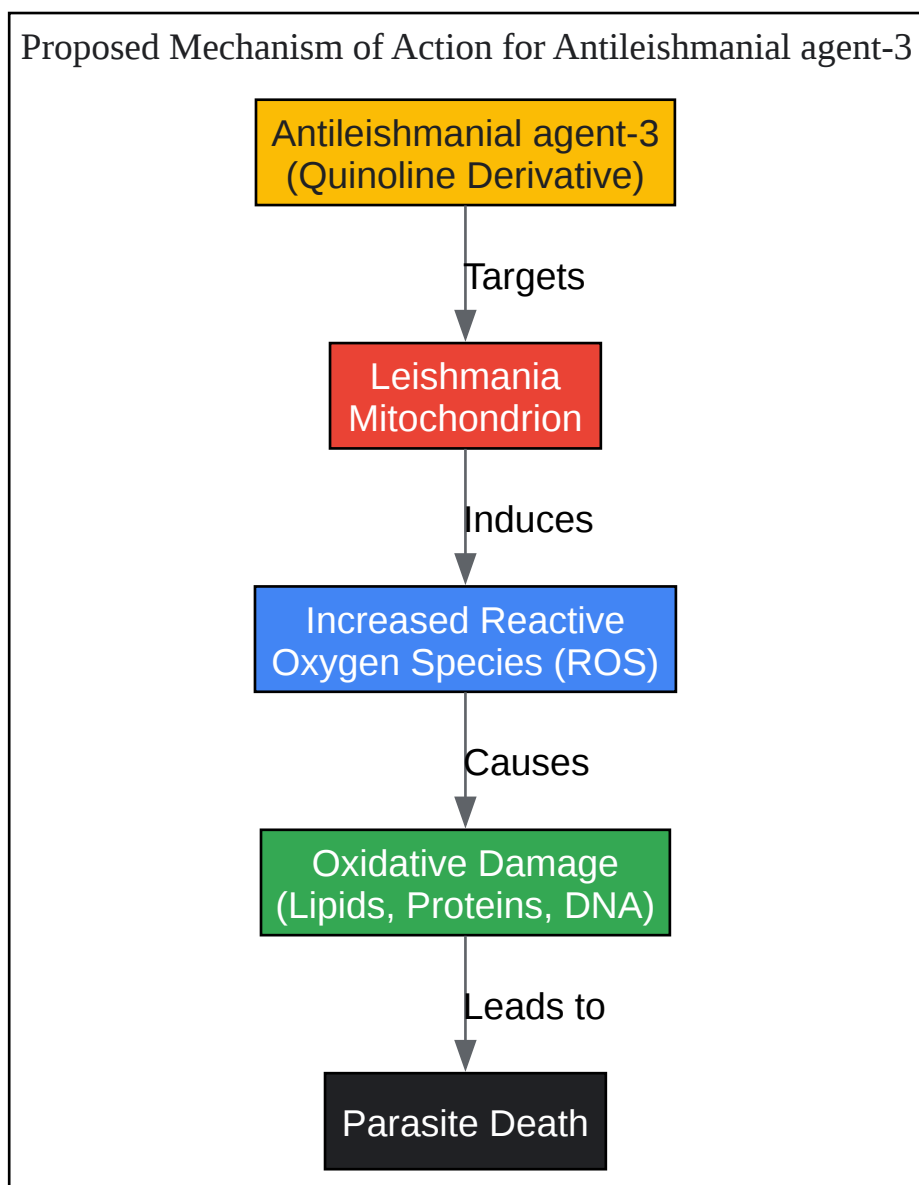 Proposed Mechanism of Action for Antileishmanial agent-3
Antileishmanial agent-3
(Quinoline Derivative)
Targets
Leishmania
Mitochondrion
Induces
Increased Reactive
Oxygen Species (ROS)
Causes
Oxidative Damage
(Lipids, Proteins, DNA)
Leads to
Parasite Death